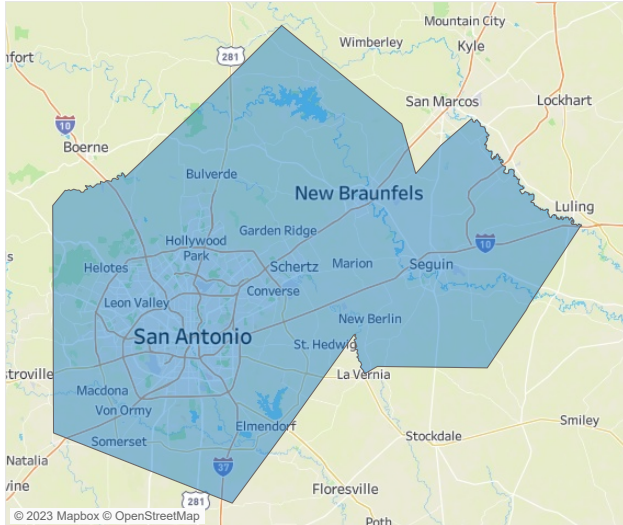 Mountain City
Wimberley
Kyle
nfort
281
San Marcos
Lockhart
10
Boerne
Bulverde
New Braunfels
Luling
Garden Ridge
Hollywood
Park
10
Helotes
Schertz
Marion
Seguin
Converse
Leon Valley
New Berlin
San Antonio
St. Hedwig
stroville
La Vernia
Macdona
Von Ormy
Smiley
Elmendorf
Somerset
Stockdale
Natalia
37
vine
Floresville
281
Poth
© 2023 Mapbox © OpenStreetMap